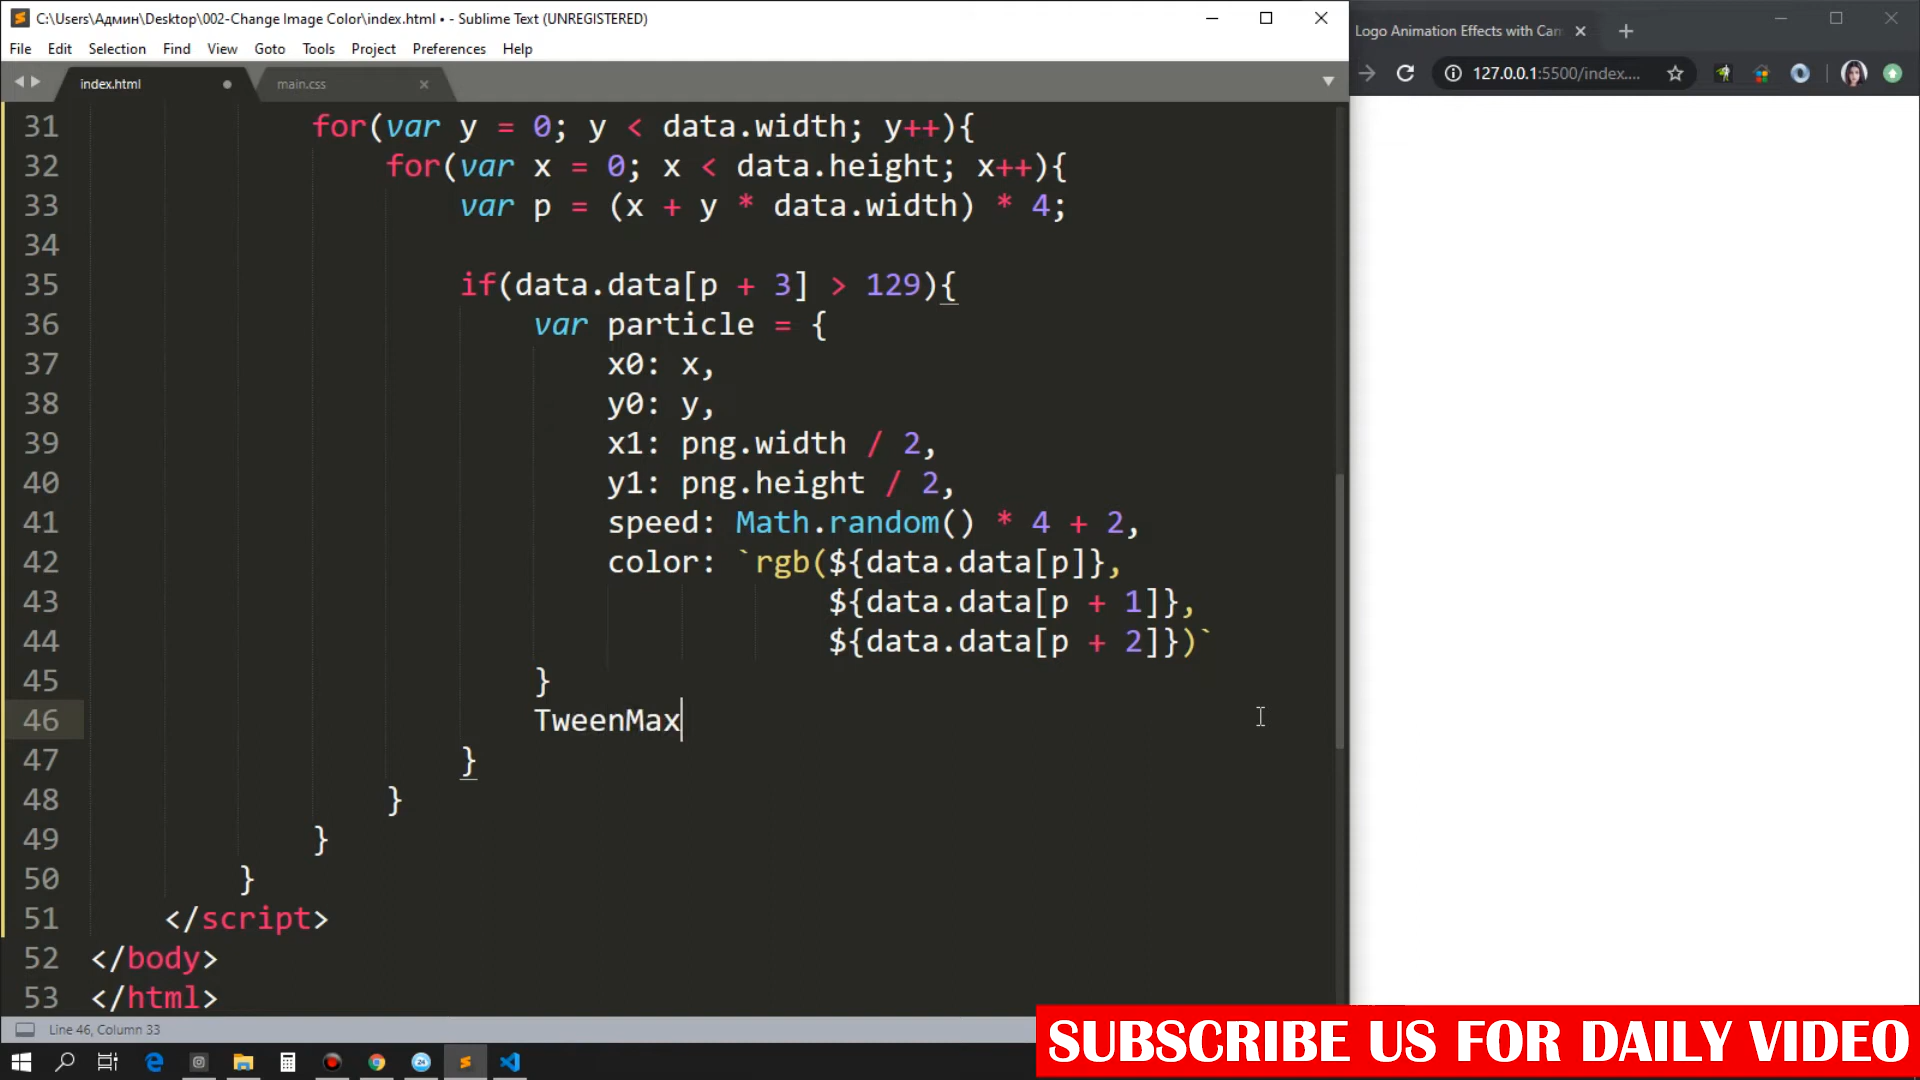 C:\Users\Админ\Desktop\002-Change Image Color\index.html • - Sublime Text (UNREGISTERED)
File Edit Selection Find View Goto Tools Project Preferences Help
index.html
main.css
31 for(var y = 0; y < data.width; y++){
32 for(var x = 0; x < data.height; x++){
33 var p = (x + y * data.width) * 4;
34
35 if(data.data[p + 3] > 129){
36 var particle = {
37 x0: x,
38 y0: y,
39 x1: png.width / 2,
40 y1: png.height / 2,
41 speed: Math.random() * 4 + 2,
42 color: `rgb(${data.data[p]},
43 ${data.data[p + 1]},
44 ${data.data[p + 2]})`
45 }
46 TweenMax
47 }
48 }
49 }
50 }
51 </script>
52 </body>
53 </html>
Line 46, Column 33
Logo Animation Effects with Can
127.0.0.1:5500/index....
SUBSCRIBE US FOR DAILY VIDEO